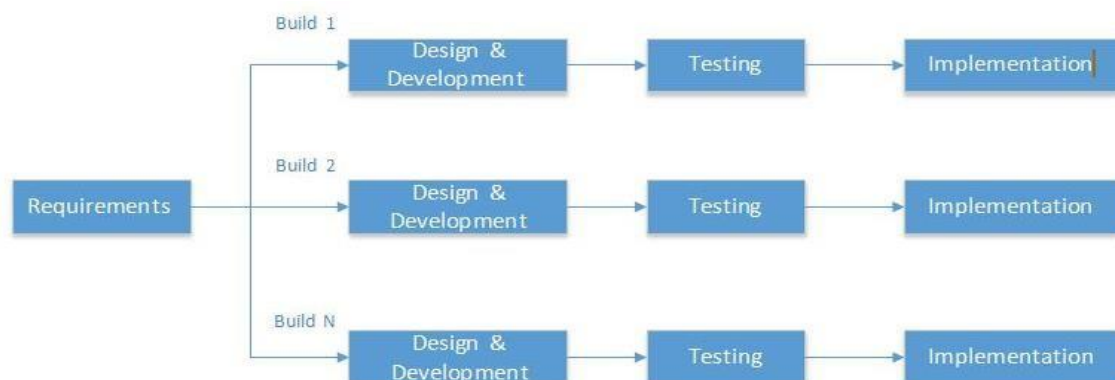 Build 1
Design &
Development
Testing
Implementation
Build 2
Requirements
Design &
Development
Testing
Implementation
Build N
Design &
Development
Testing
Implementation